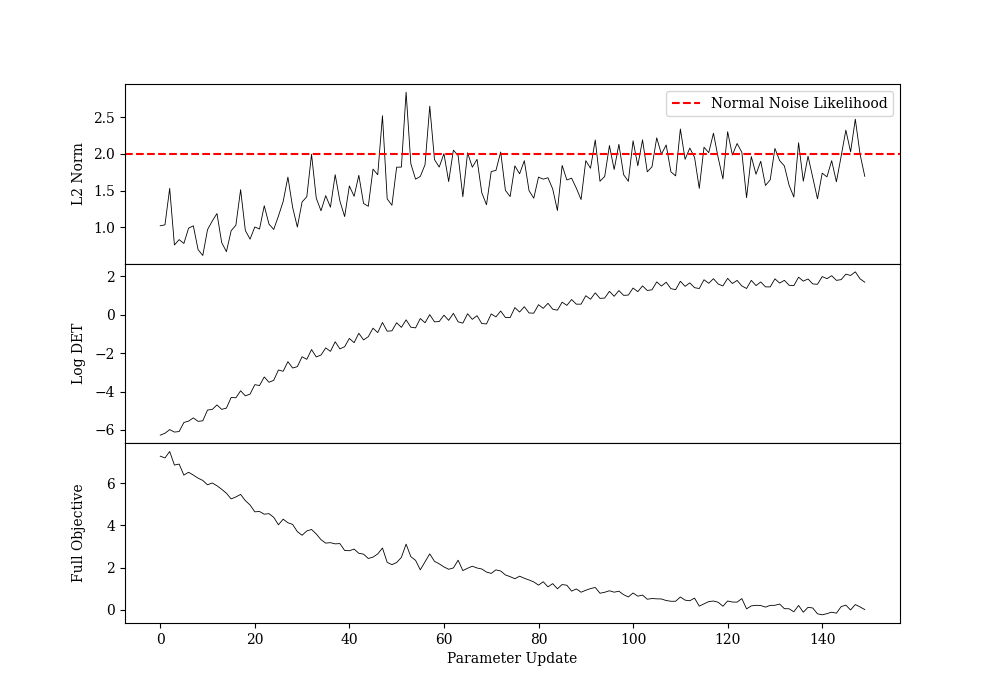 Normal Noise Likelihood
2.5
2.0
1.5
1.0
L2 Norm
2
0
−2
−4
−6
Log DET
6
4
2
0
Full Objective
0 20 40 60 80 100 120 140
Parameter Update